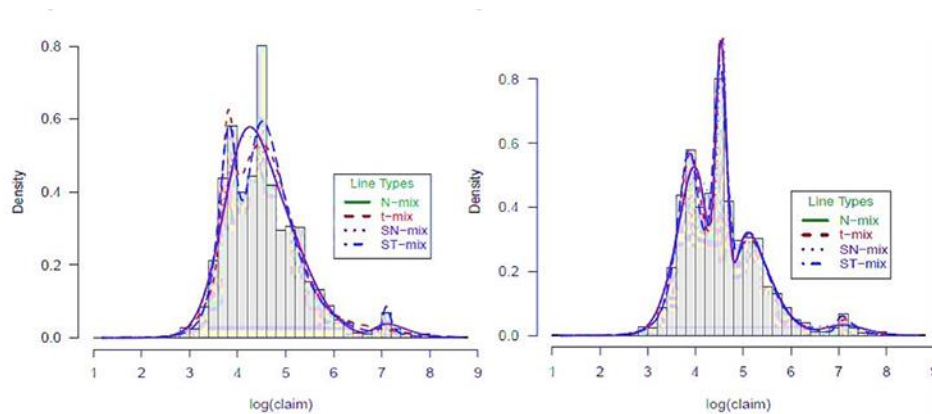 Density
0.8
0.6
0.4
0.2
0.0
Line Types
N-mix
t-mix
SN-mix
ST-mix
1 2 3 4 5 6 7 8 9
log(claim)
Density
0.8
0.6
0.4
0.2
0.0
Line Types
N-mix
t-mix
SN-mix
ST-mix
1 2 3 4 5 6 7 8 9
log(claim)